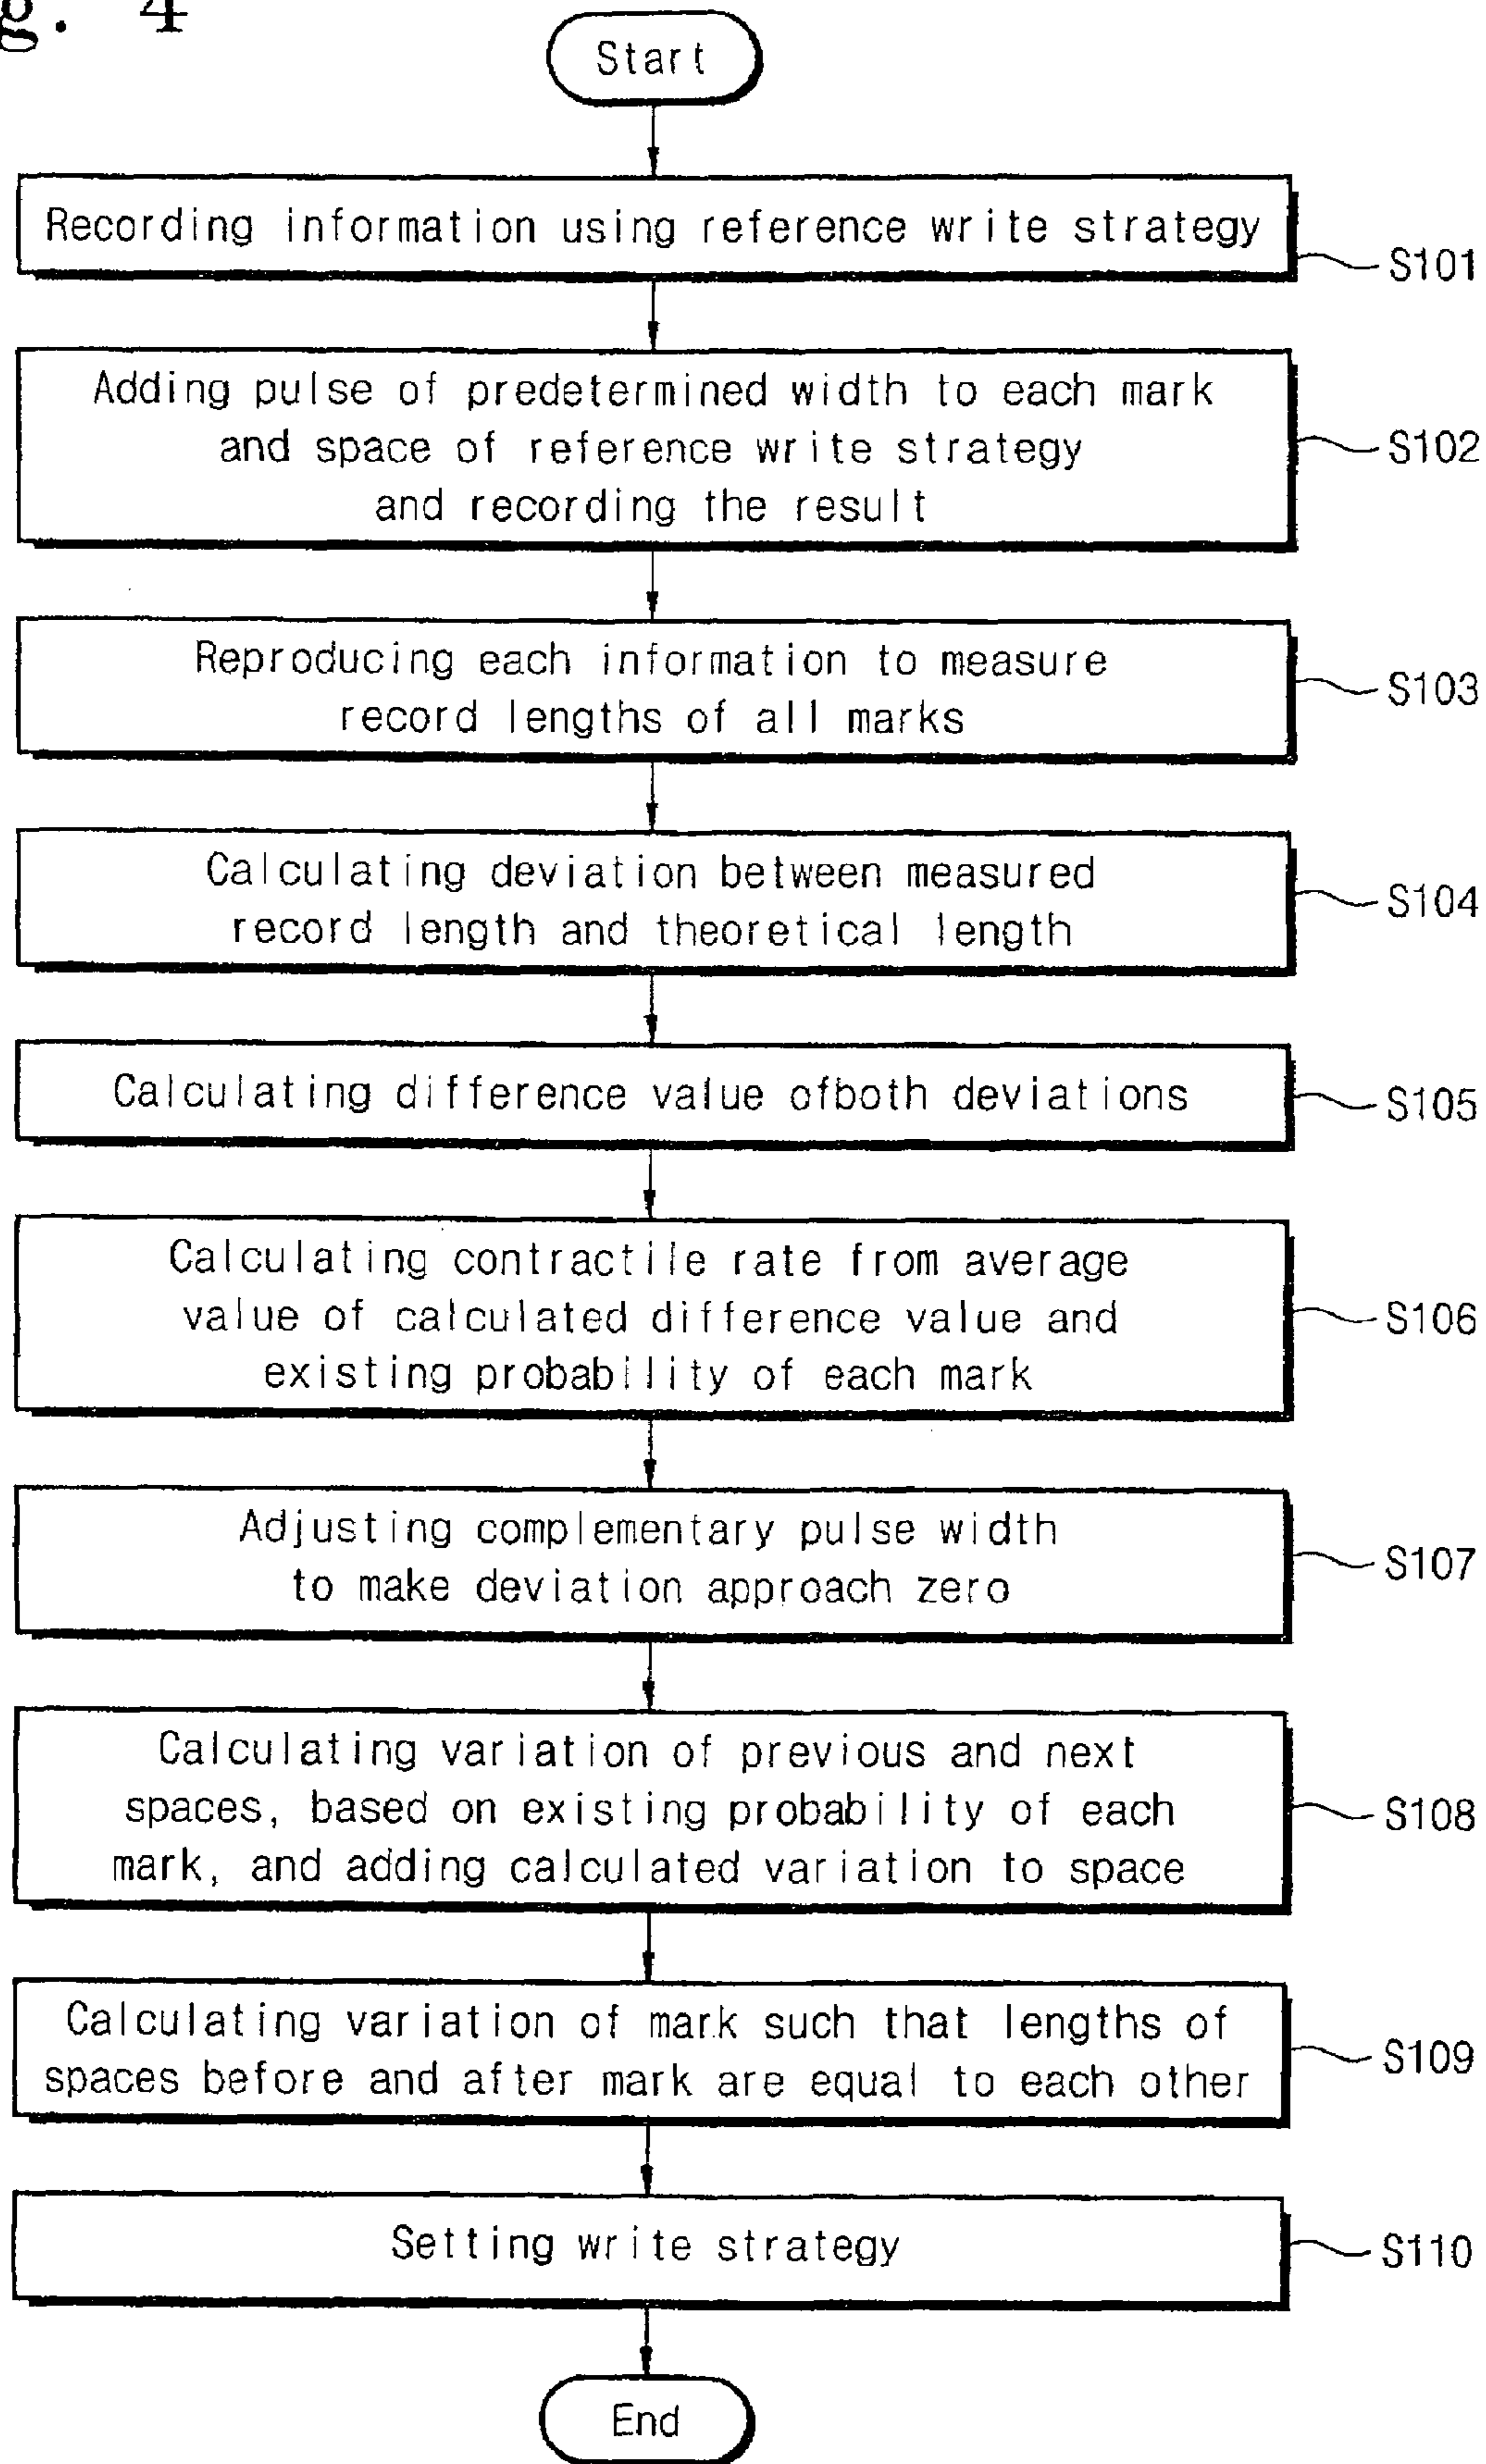 g. 4
Start
Recording information using reference write strategy
S101
Adding pulse of predetermined width to each mark
and space of reference write strategy
and recording the result
S102
Reproducing each information to measure
record lengths of all marks
S103
Calculating deviation between measured
record length and theoretical length
S104
Calculating difference value ofboth deviations
S105
Calculating contractile rate from average
value of calculated difference value and
existing probability of each mark
S106
Adjusting complementary pulse width
to make deviation approach zero
S107
Calculating variation of previous and next
spaces, based on existing probability of each
mark, and adding calculated variation to space
S108
Calculating variation of mark such that lengths of
spaces before and after mark are equal to each other
S109
Setting write strategy
S110
End